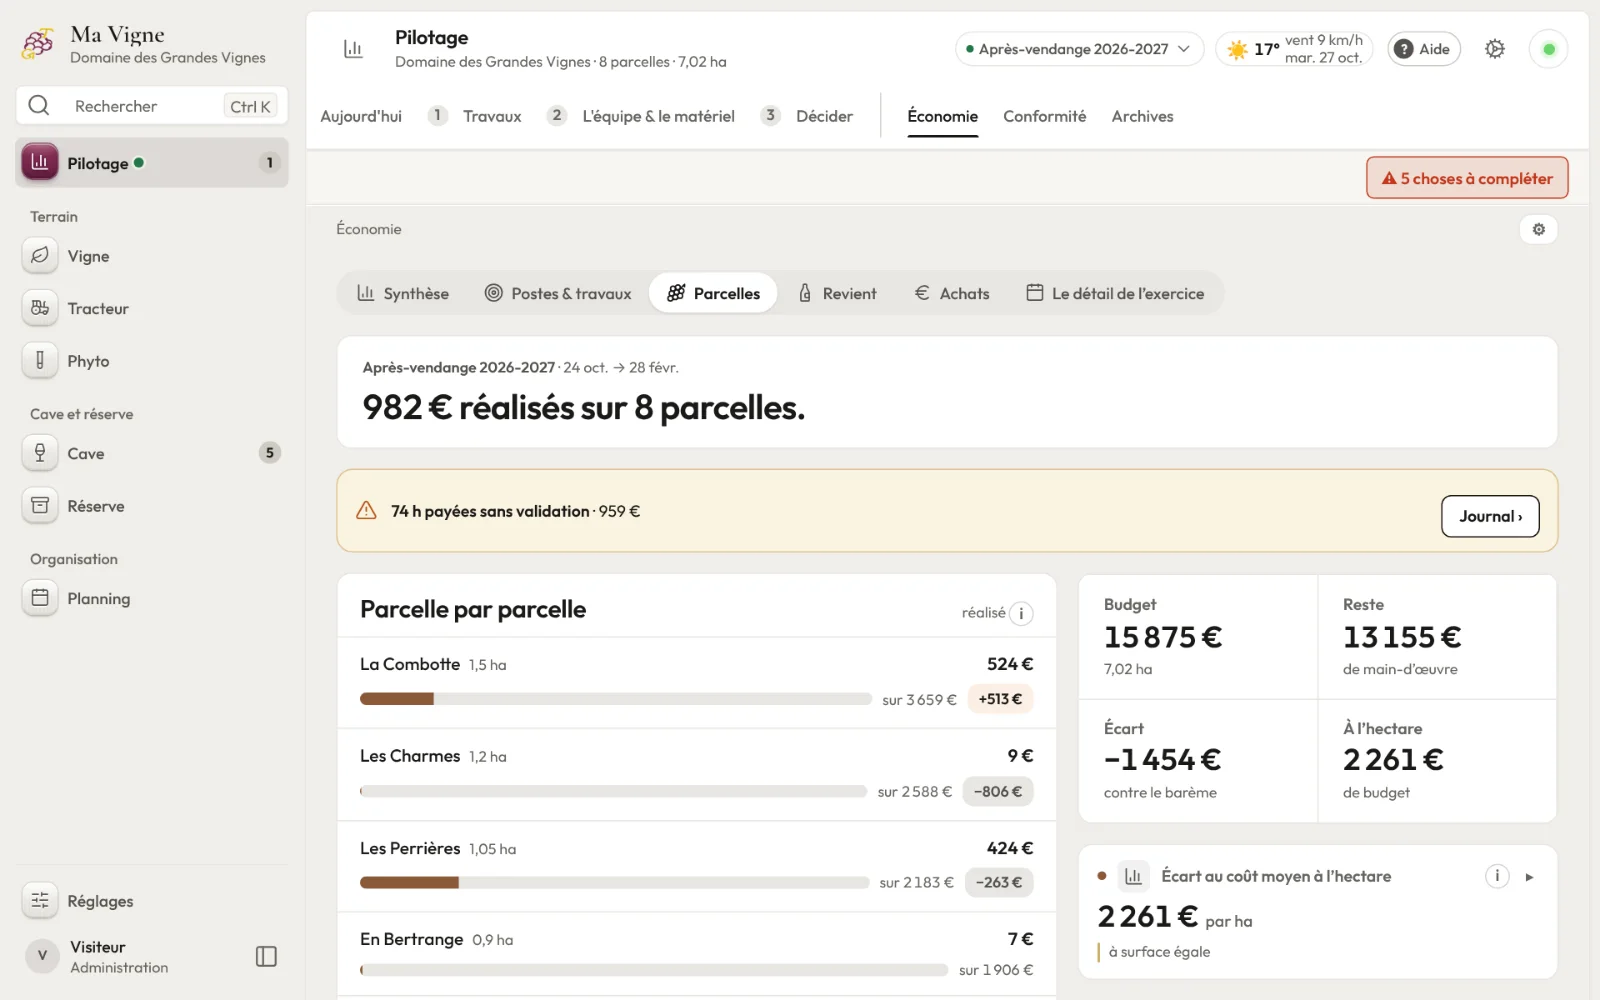 Ma Vigne
Domaine des Grandes Vignes
Rechercher
Ctrl K
Pilotage
1
Terrain
Vigne
Tracteur
Phyto
Cave et réserve
Cave
5
Réserve
Organisation
Planning
Réglages
V
Visiteur
Administration
Pilotage
Domaine des Grandes Vignes · 8 parcelles · 7,02 ha
Après-vendange 2026-2027
17°
vent 9 km/h
mar. 27 oct.
? Aide
Aujourd'hui
1 Travaux
2 L'équipe & le matériel
3 Décider
Économie
Conformité
Archives
5 choses à compléter
Économie
Synthèse
Postes & travaux
Parcelles
Revient
€ Achats
Le détail de l’exercice
Après-vendange 2026-2027 · 24 oct. → 28 févr.
982 € réalisés sur 8 parcelles.
74 h payées sans validation · 959 €
Journal ›
Parcelle par parcelle
réalisé i
La Combotte 1,5 ha
524 €
sur 3 659 €
+513 €
Les Charmes 1,2 ha
9 €
sur 2 588 €
−806 €
Les Perrières 1,05 ha
424 €
sur 2 183 €
−263 €
En Bertrange 0,9 ha
7 €
sur 1 906 €
Budget
15 875 €
7,02 ha
Reste
13 155 €
de main-d’œuvre
Écart
−1 454 €
contre le barème
À l’hectare
2 261 €
de budget
Écart au coût moyen à l’hectare
i
2 261 € par ha
à surface égale